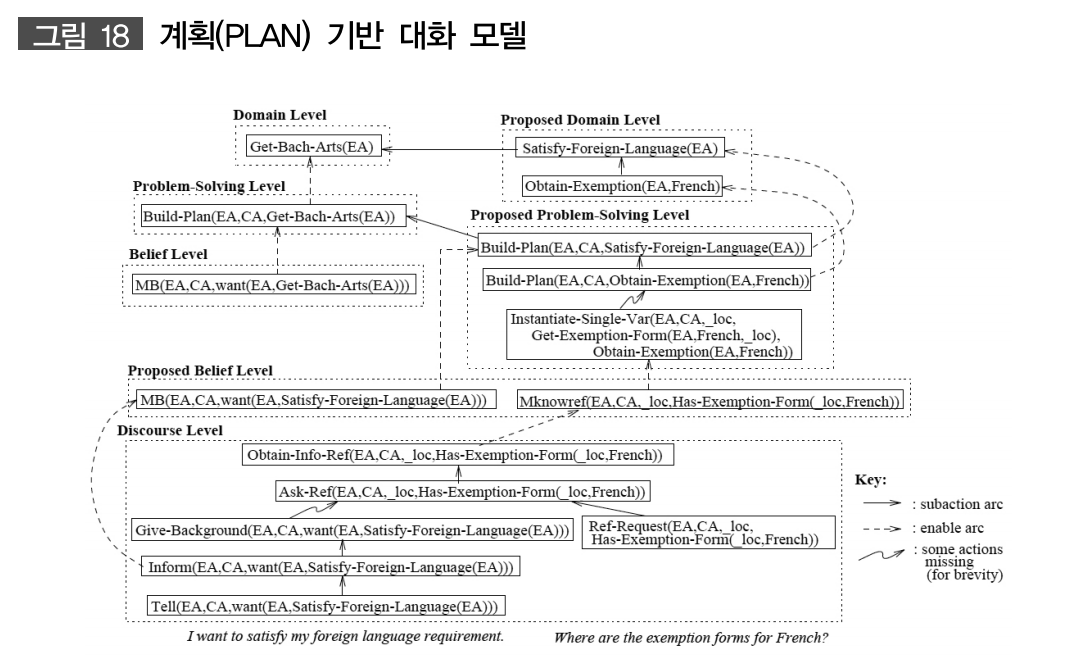 그림 18 계획(PLAN) 기반 대화 모델
Domain Level
Get-Bach-Arts(EA)
Proposed Domain Level
Satisfy-Foreign-Language(EA)
Obtain-Exemption(EA,French)
Problem-Solving Level
Build-Plan(EA,CA,Get-Bach-Arts(EA))
Proposed Problem-Solving Level
Build-Plan(EA,CA,Satisfy-Foreign-Language(EA))
Build-Plan(EA,CA,Obtain-Exemption(EA,French))
Instantiate-Single-Var(EA,CA,_loc,
Get-Exemption-Form(EA,French,_loc),
Obtain-Exemption(EA,French))
Belief Level
MB(EA,CA,want(EA,Get-Bach-Arts(EA)))
Proposed Belief Level
MB(EA,CA,want(EA,Satisfy-Foreign-Language(EA)))
Mknowref(EA,CA,_loc,Has-Exemption-Form(_loc,French))
Discourse Level
Obtain-Info-Ref(EA,CA,_loc,Has-Exemption-Form(_loc,French))
Ask-Ref(EA,CA,_loc,Has-Exemption-Form(_loc,French))
Give-Background(EA,CA,want(EA,Satisfy-Foreign-Language(EA)))
Ref-Request(EA,CA,_loc,
Has-Exemption-Form(_loc,French))
Inform(EA,CA,want(EA,Satisfy-Foreign-Language(EA)))
Tell(EA,CA,want(EA,Satisfy-Foreign-Language(EA)))
I want to satisfy my foreign language requirement.
Where are the exemption forms for French?
Key:
: subaction arc
: enable arc
: some actions
missing
(for brevity)